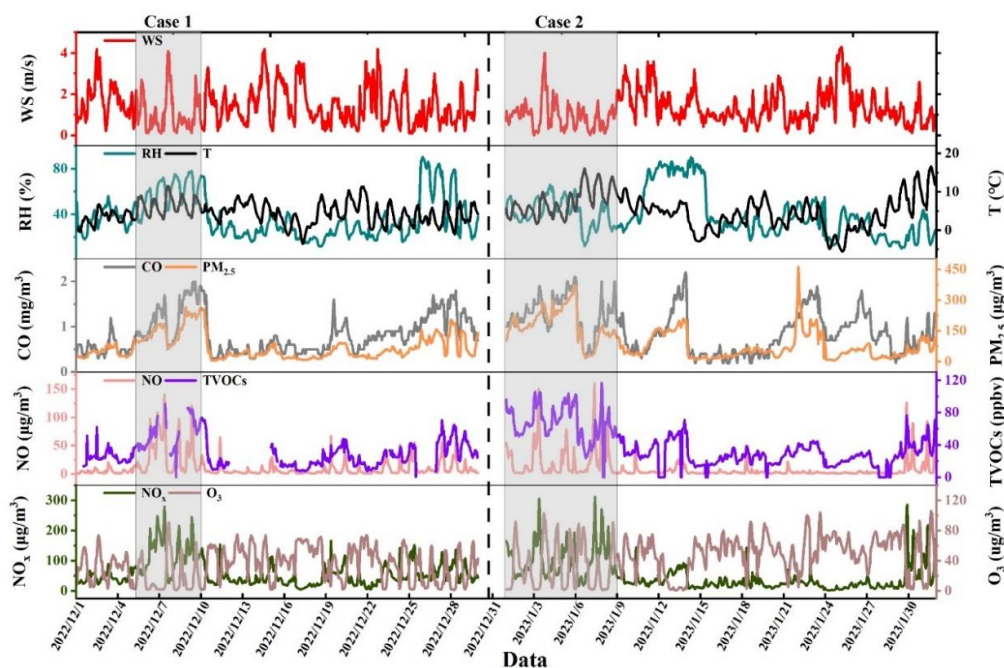 Case 1 Case 2
WS
WS (m/s)
4
2
0
RH T
RH (%)
80
40
20
10
0
T (°C)
CO PM2.5
CO (mg/m³)
2
1
0
450
300
150
0
PM2.5 (µg/m³)
NO TVOCs
NO (µg/m³)
150
100
50
0
120
80
40
0
TVOCs (ppbv)
NOx O3
NOx (µg/m³)
300
200
100
0
120
80
40
0
O3 (ug/m³)
2022/12/1 2022/12/4 2022/12/7 2022/12/10 2022/12/13 2022/12/16 2022/12/19 2022/12/22 2022/12/25 2022/12/28 2022/12/31 2023/1/3 2023/1/6 2023/1/9 2023/1/12 2023/1/15 2023/1/18 2023/1/21 2023/1/24 2023/1/27 2023/1/30
Data